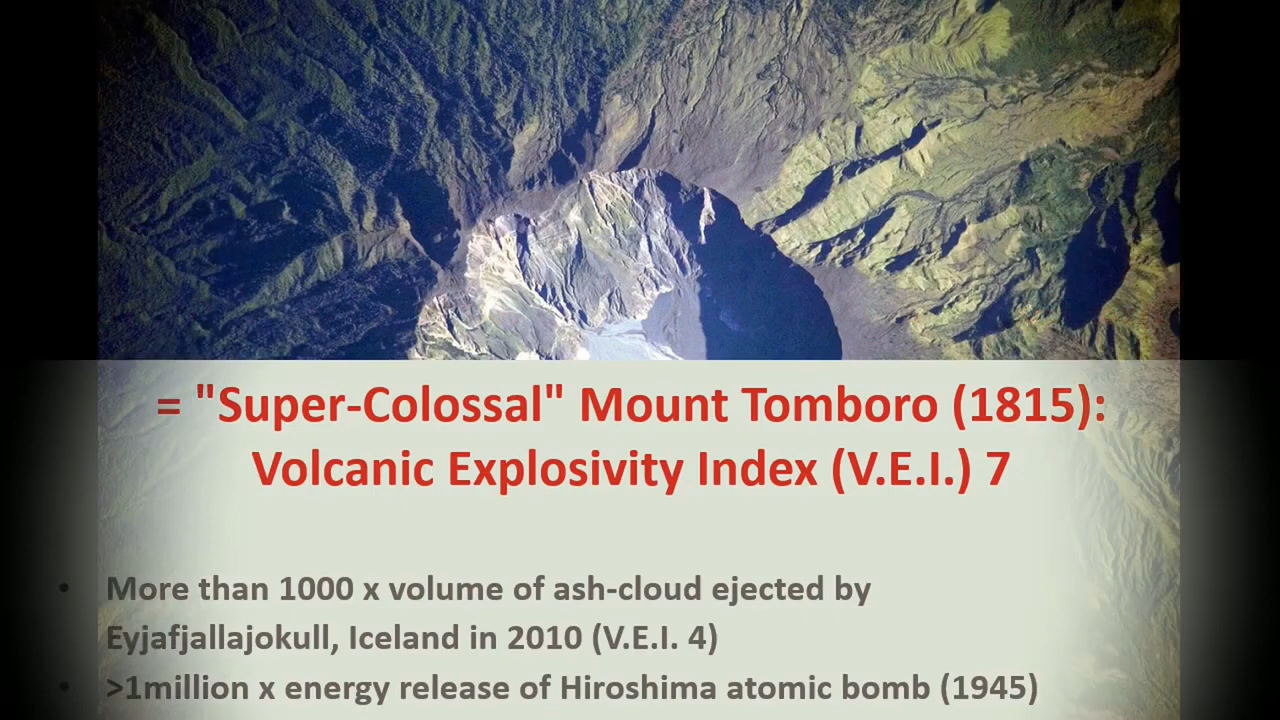 = "Super-Colossal" Mount Tomboro (1815):
Volcanic Explosivity Index (V.E.I.) 7
• More than 1000 x volume of ash-cloud ejected by
Eyjafjallajokull, Iceland in 2010 (V.E.I. 4)
• >1million x energy release of Hiroshima atomic bomb (1945)